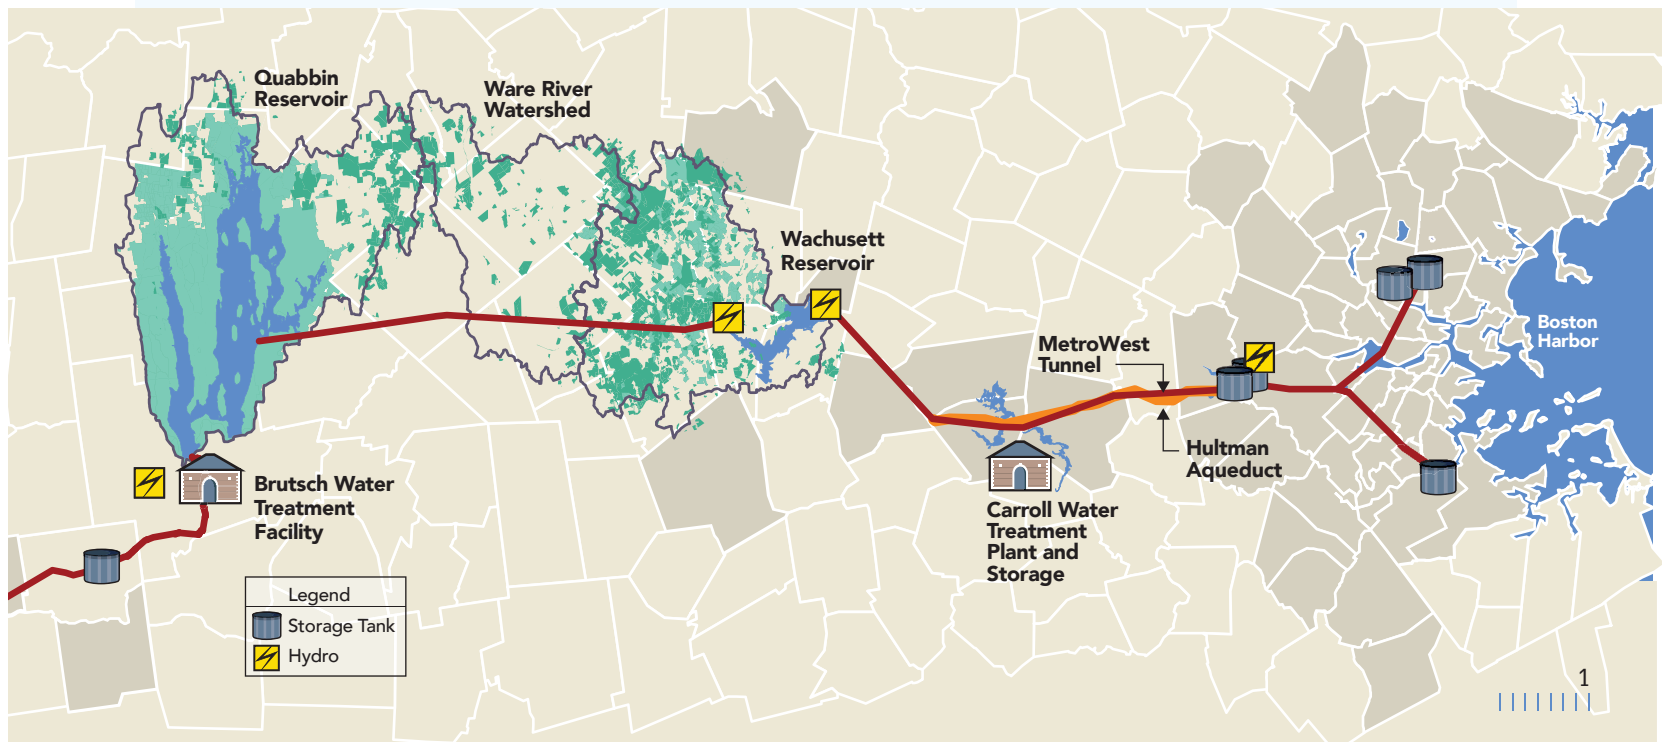 Quabbin
Reservoir
Ware River
Watershed
Wachusett
Reservoir
MetroWest
Tunnel
Boston
Harbor
Hultman
Aqueduct
Brutsch Water
Treatment
Facility
Carroll Water
Treatment
Plant and
Storage
Legend
Storage Tank
Hydro
1